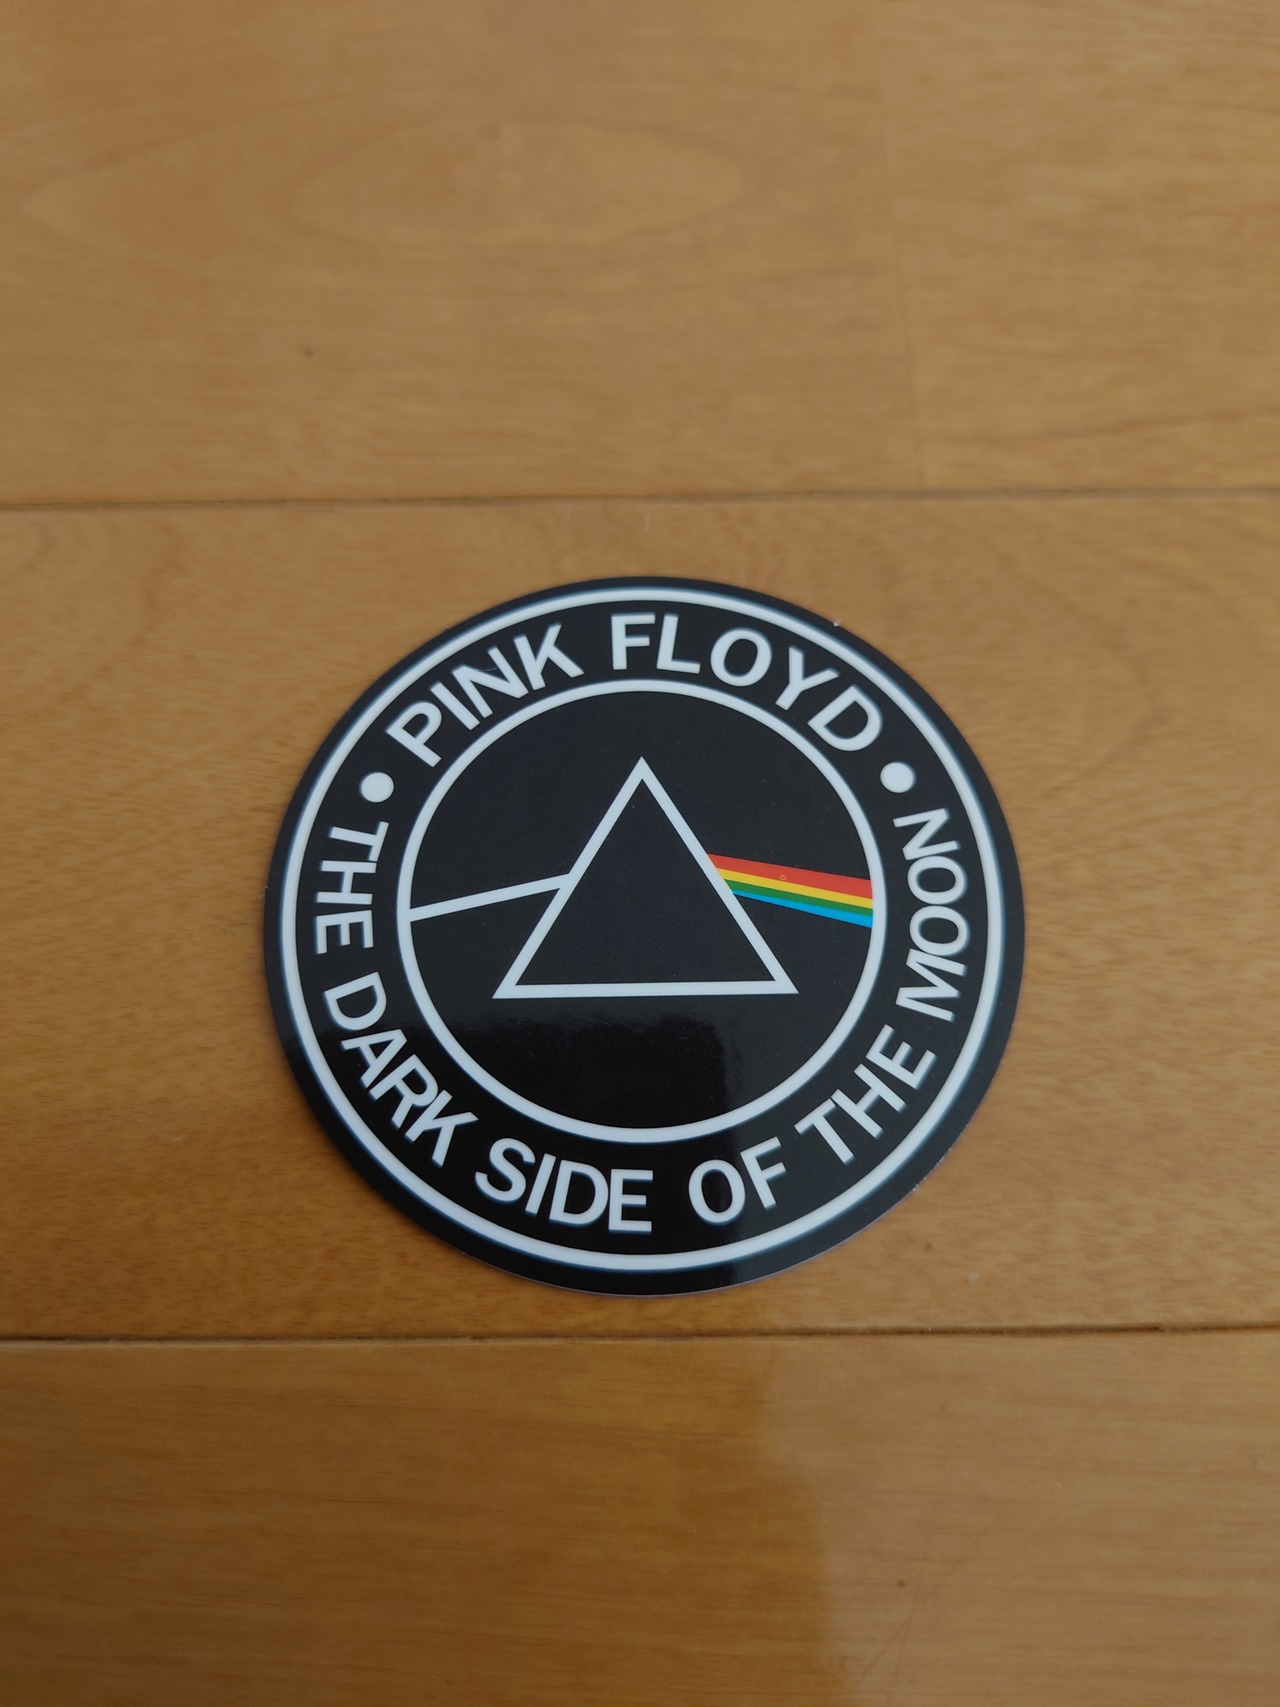 PINK FLOYD
THE DARK SIDE OF THE MOON